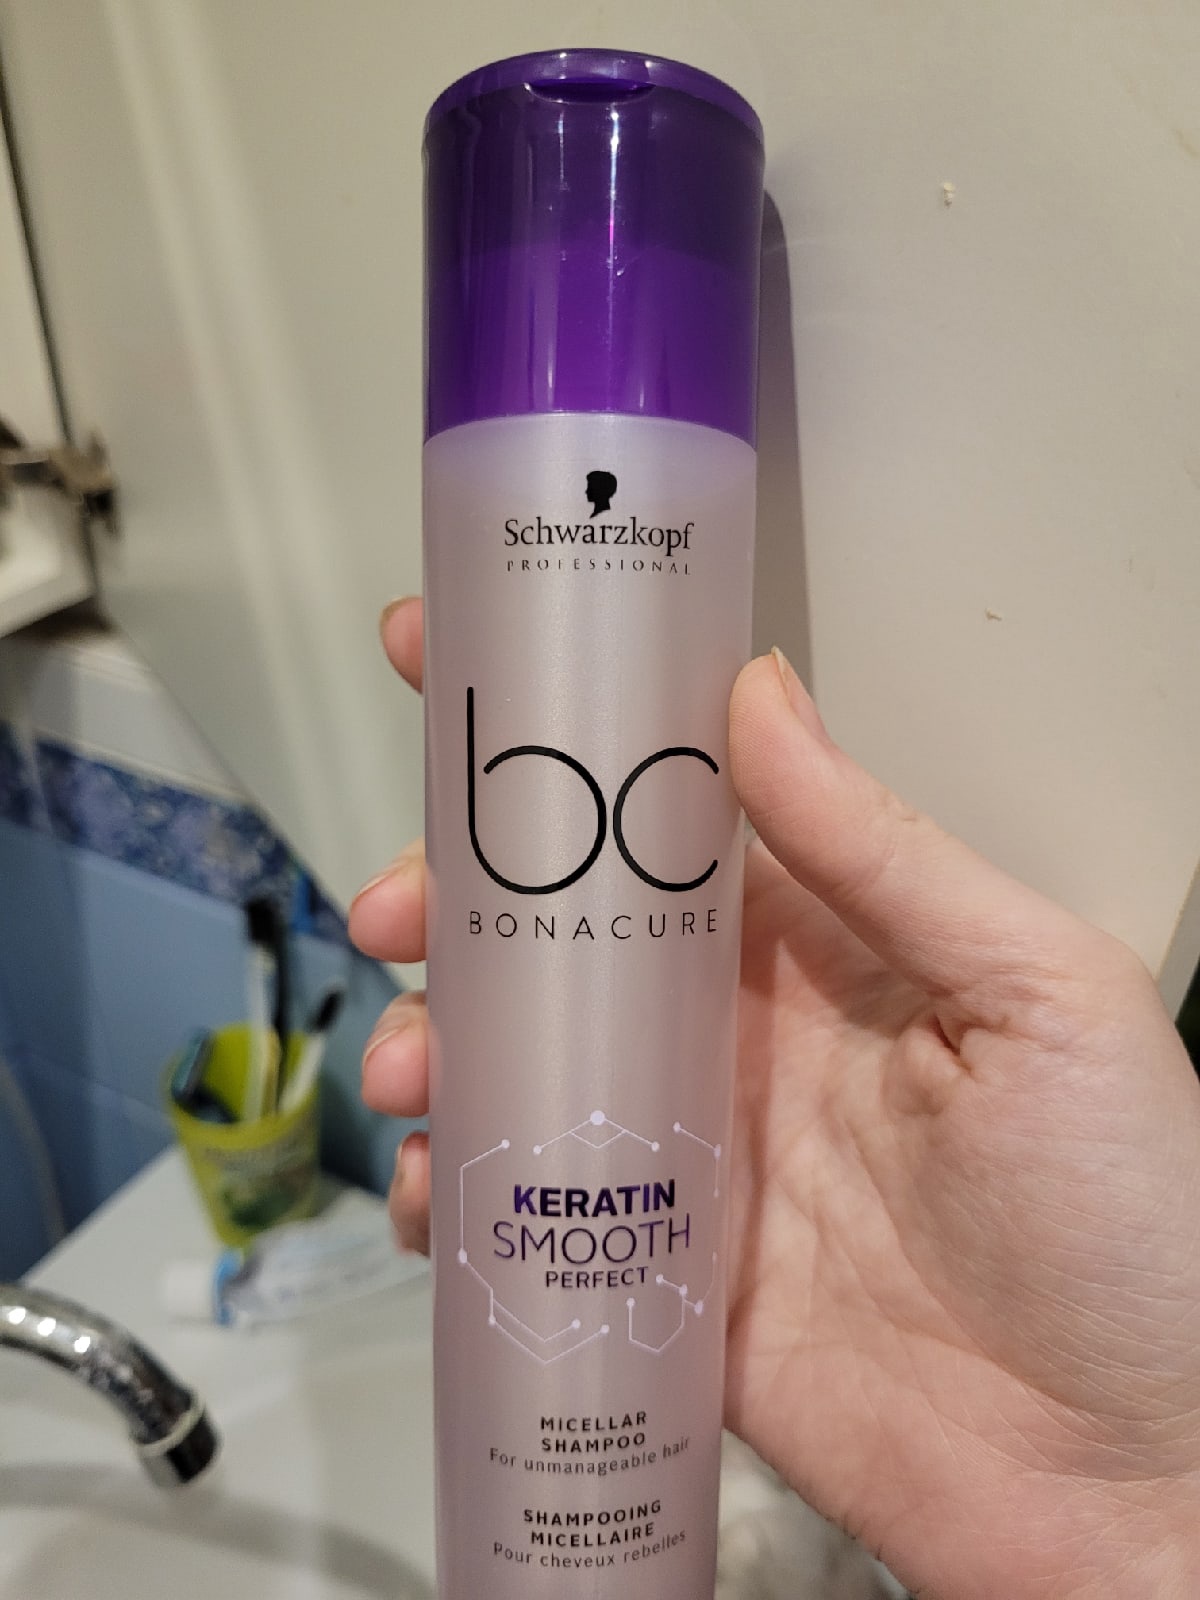 Schwarzkopf
PROFESSIONAL
bc
BONACURE
KERATIN
SMOOTH
PERFECT
MICELLAR
SHAMPOO
For unmanageable hair
SHAMPOOING
MICELLAIRE
Pour cheveux rebelles